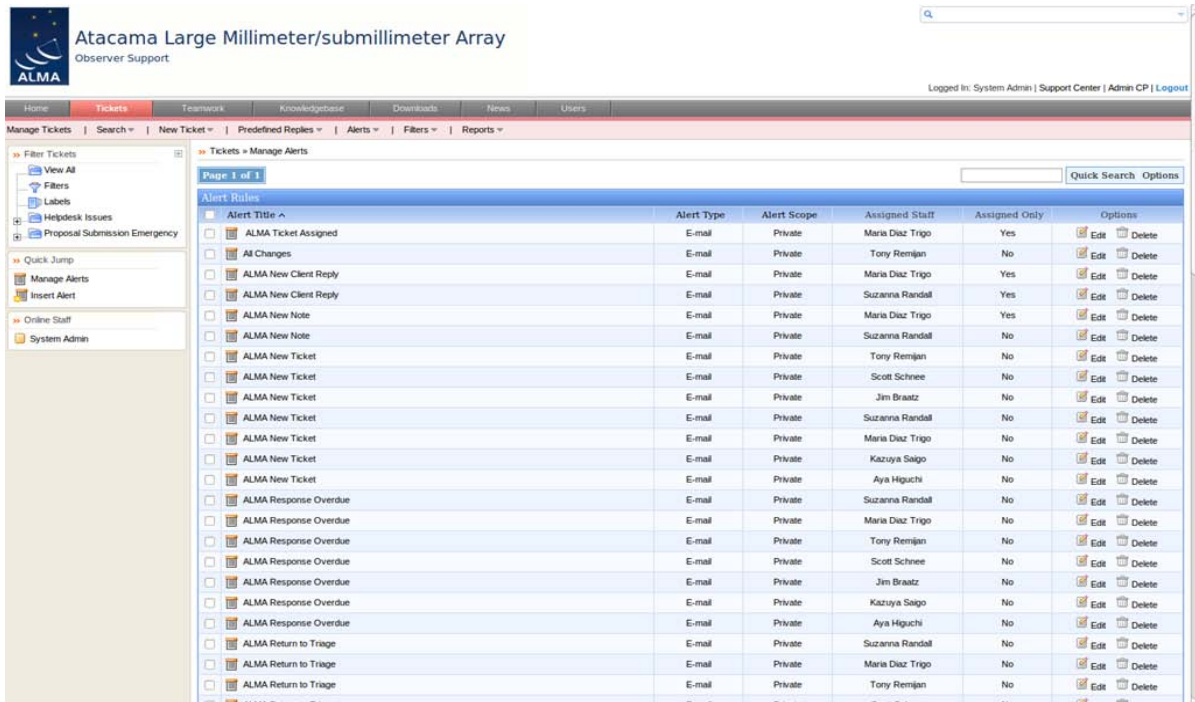 ALMA
Atacama Large Millimeter/submillimeter Array
Observer Support
Logged In: System Admin | Support Center | Admin CP | Logout
Home Tickets Teamwork Knowledgebase Downloads News Users
Manage Tickets | Search | New Ticket | Predefined Replies | Alerts | Filters | Reports
Filter Tickets
View All
Filters
Labels
Helpdesk Issues
Proposal Submission Emergency
Quick Jump
Manage Alerts
Insert Alert
Online Staff
System Admin
Tickets » Manage Alerts
Page 1 of 1 Quick Search Options
Alert Rules
Alert Title Alert Type Alert Scope Assigned Staff Assigned Only Options
ALMA Ticket Assigned E-mail Private Maria Diaz Trigo Yes Edit Delete
All Changes E-mail Private Tony Remijan No Edit Delete
ALMA New Client Reply E-mail Private Maria Diaz Trigo Yes Edit Delete
ALMA New Client Reply E-mail Private Suzanna Randall Yes Edit Delete
ALMA New Note E-mail Private Maria Diaz Trigo Yes Edit Delete
ALMA New Note E-mail Private Suzanna Randall No Edit Delete
ALMA New Ticket E-mail Private Tony Remijan No Edit Delete
ALMA New Ticket E-mail Private Scott Schnee No Edit Delete
ALMA New Ticket E-mail Private Jim Braatz No Edit Delete
ALMA New Ticket E-mail Private Suzanna Randall No Edit Delete
ALMA New Ticket E-mail Private Maria Diaz Trigo No Edit Delete
ALMA New Ticket E-mail Private Kazuya Saigo No Edit Delete
ALMA New Ticket E-mail Private Aya Higuchi No Edit Delete
ALMA Response Overdue E-mail Private Suzanna Randall No Edit Delete
ALMA Response Overdue E-mail Private Maria Diaz Trigo No Edit Delete
ALMA Response Overdue E-mail Private Tony Remijan No Edit Delete
ALMA Response Overdue E-mail Private Scott Schnee No Edit Delete
ALMA Response Overdue E-mail Private Jim Braatz No Edit Delete
ALMA Response Overdue E-mail Private Kazuya Saigo No Edit Delete
ALMA Response Overdue E-mail Private Aya Higuchi No Edit Delete
ALMA Return to Triage E-mail Private Suzanna Randall No Edit Delete
ALMA Return to Triage E-mail Private Maria Diaz Trigo No Edit Delete
ALMA Return to Triage E-mail Private Tony Remijan No Edit Delete